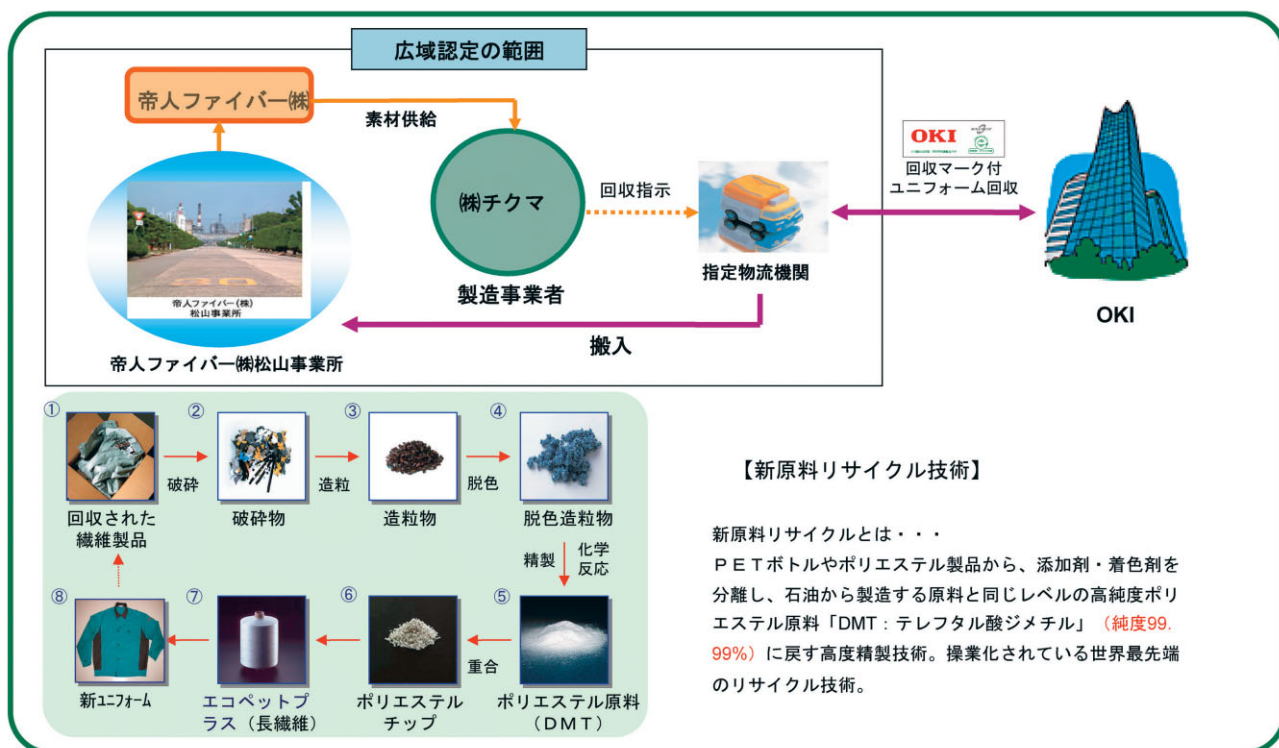 広域認定の範囲
帝人ファイバー㈱
素材供給
㈱チクマ
製造事業者
回収指示
指定物流機関
OKI
回収マーク付
ユニフォーム回収
OKI
搬入
30
帝人ファイバー(株)
松山事業所
帝人ファイバー㈱松山事業所
①
破砕
②
造粒
③
脱色
④
回収された
繊維製品
破砕物
造粒物
脱色造粒物
精製
化学
反応
⑧
⑦
⑥
重合
⑤
新ユニフォーム
エコペットプ
ラス（長繊維）
ポリエステル
チップ
ポリエステル原料
（ＤＭＴ）
【新原料リサイクル技術】
新原料リサイクルとは・・・
ＰＥＴボトルやポリエステル製品から、添加剤・着色剤を
分離し、石油から製造する原料と同じレベルの高純度ポリ
エステル原料「DMT：テレフタル酸ジメチル」（純度99.
99%）に戻す高度精製技術。操業化されている世界最先端
のリサイクル技術。